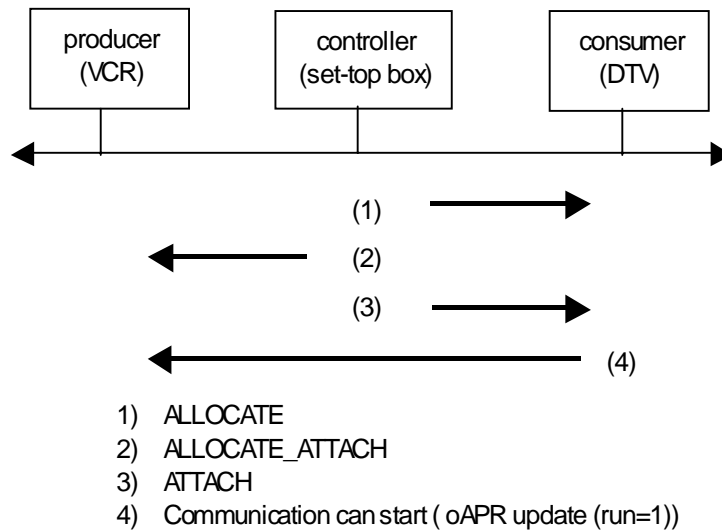 producer
(VCR)
controller
(set-top box)
consumer
(DTV)
(1)
(2)
(3)
(4)
1) ALLOCATE
2) ALLOCATE_ATTACH
3) ATTACH
4) Communication can start ( oAPR update (run=1))